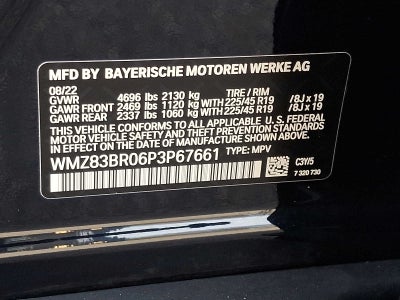 MFD BY BAYERISCHE MOTOREN WERKE AG
08/22 TIRE / RIM
GVWR 4696 lbs 2130 kg
GAWR FRONT 2469 lbs 1120 kg WITH 225/45 R19 /8J x 19
GAWR REAR 2337 lbs 1060 kg WITH 225/45 R19 /8J x 19
THIS VEHICLE CONFORMS TO ALL APPLICABLE U.S. FEDERAL
MOTOR VEHICLE SAFETY, BUMPER, AND THEFT PREVENTION STANDARDS
IN EFFECT ON THE DATE OF MANUFACTURE SHOWN ABOVE.
WMZ83BR06P3P67661 TYPE: MPV
C3Y/5
7 320 730